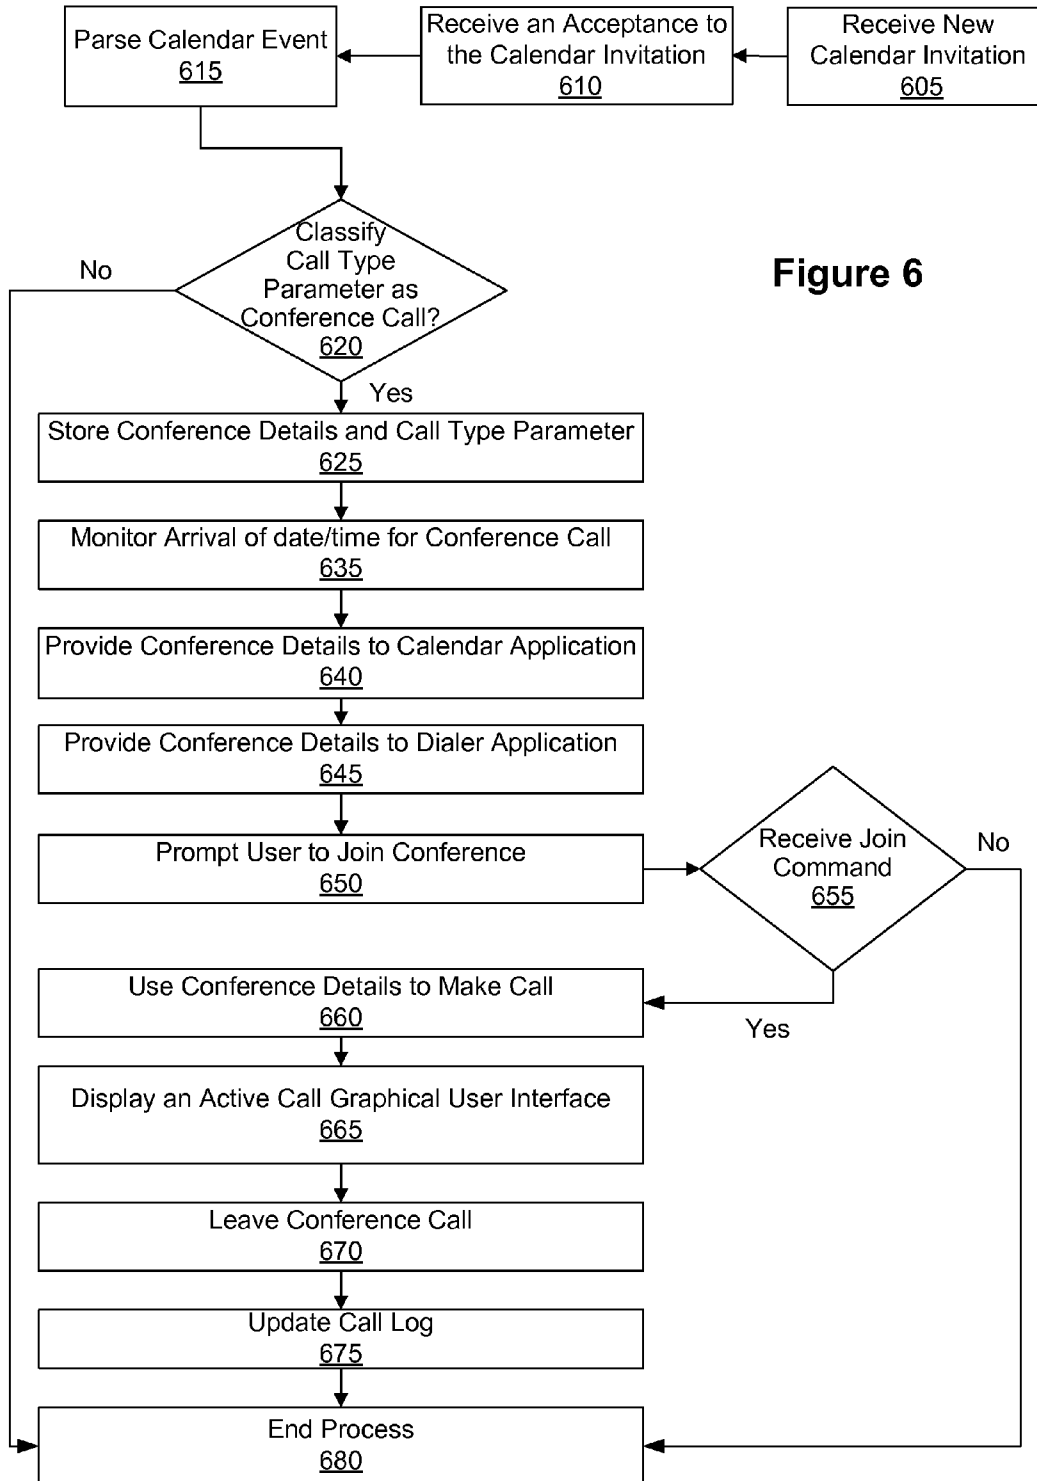 Parse Calendar Event
615
Receive an Acceptance to
the Calendar Invitation
610
Receive New
Calendar Invitation
605
Classify
Call Type
Parameter as
Conference Call?
620
No
Figure 6
Yes
Store Conference Details and Call Type Parameter
625
Monitor Arrival of date/time for Conference Call
635
Provide Conference Details to Calendar Application
640
Provide Conference Details to Dialer Application
645
Prompt User to Join Conference
650
Receive Join
Command
655
No
Yes
Use Conference Details to Make Call
660
Display an Active Call Graphical User Interface
665
Leave Conference Call
670
Update Call Log
675
End Process
680